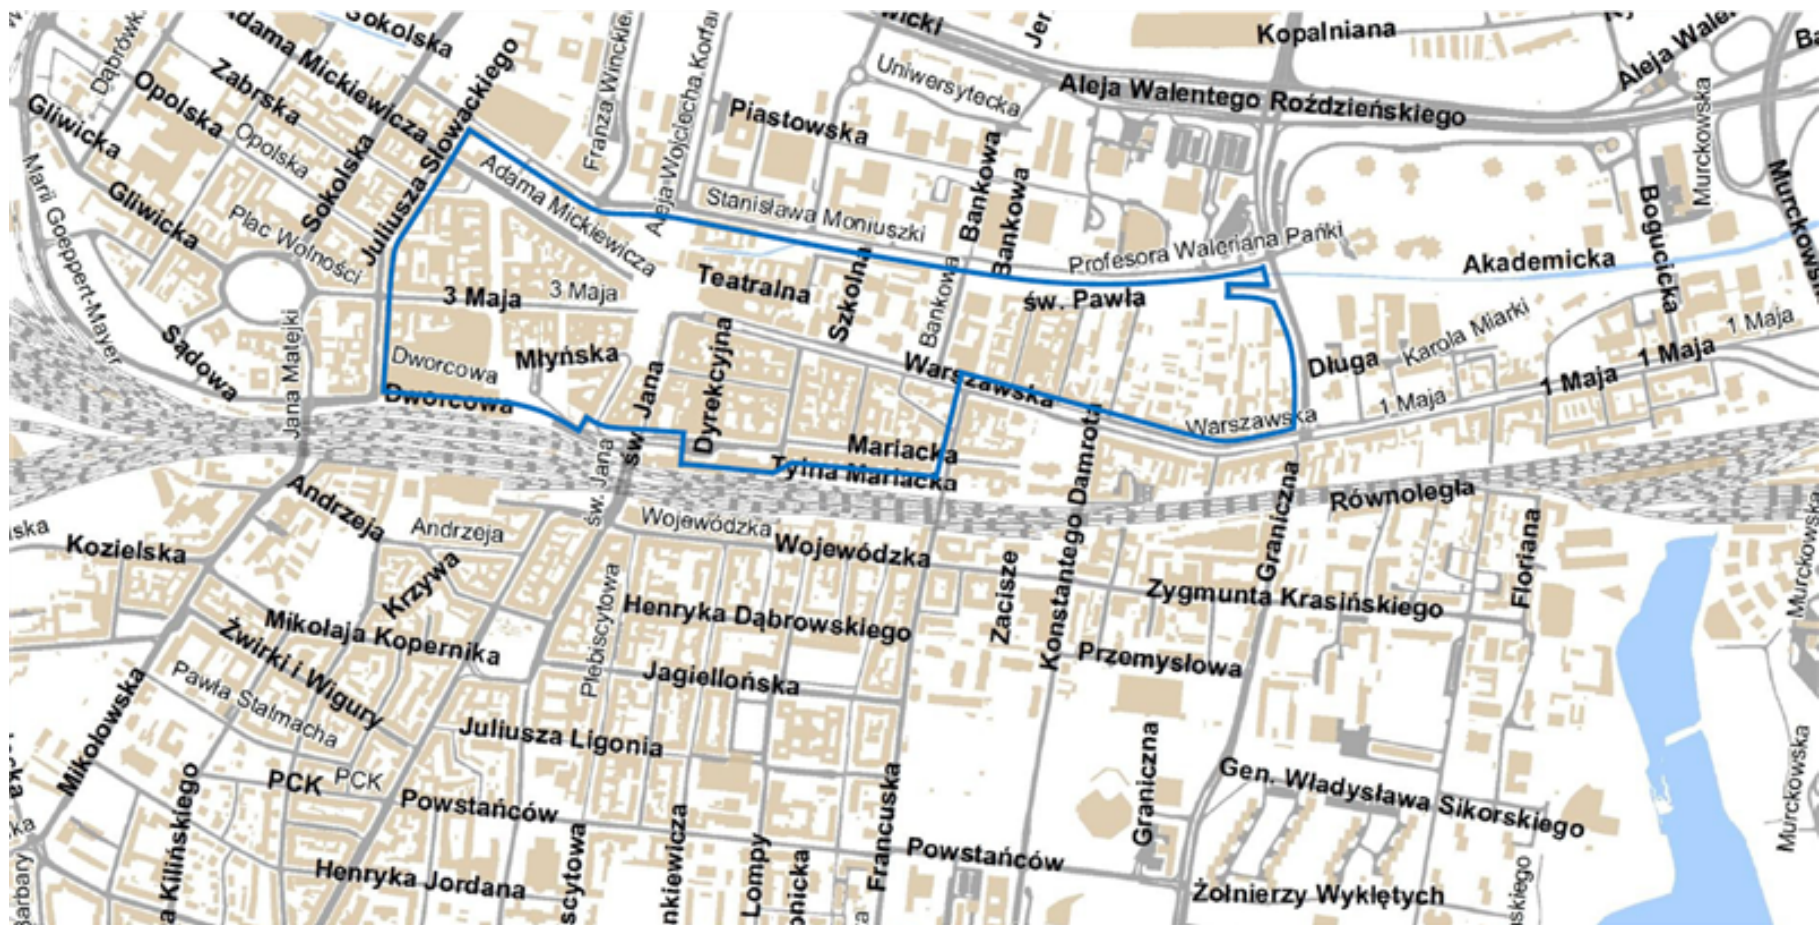 Sokolska
Adama Mickiewicza
Dąbrówki
Zabrska
Opolska
Opolska
Gliwicka
Gliwicka
Marii Goeppert-Mayer
Plac Wolności
Sokolska
Juliusza Słowackiego
Adama Mickiewicza
Aleja Wojciecha Korfa
Uniwersytecka
Piastowska
Kopalniana
Aleja Walentego Roździeńskiego
Murckowska
Murckowska
Bankowa
Bankowa
Bankowa
Stanisława Moniuszki
Profesora Waleriana Pańki
Akademicka
Bogucicka
Teatralna
Szkolna
św. Pawła
3 Maja
3 Maja
Sądowa
Jana Matejki
Dworcowa
Dworcowa
Młyńska
św. Jana
św. Jana
Dyrekcyjna
Warszawska
Warszawska
Długa
Karola Miarki
1 Maja
1 Maja
1 Maja
1 Maja
Mariacka
Tylna Mariacka
Konstantego Damrota
Graniczna
Równoległa
Floriana
Andrzeja
Andrzeja
Wojewódzka
Wojewódzka
Kozielska
Krzywa
Zacisze
Zygmunta Krasińskiego
Henryka Dąbrowskiego
Plebiscytowa
Mikołaja Kopernika
Żwirki i Wigury
Pawła Stalmacha
Mikołowska
Jagiellońska
Przemysłowa
Juliusza Ligonia
Graniczna
Gen. Władysława Sikorskiego
Murckowska
PCK
PCK
Powstańców
Powstańców
Francuska
Henryka Jordana
a Kilińskiego
scytowa
nkiewicza
Lompy
onicka
Żołnierzy Wyklętych
skiego